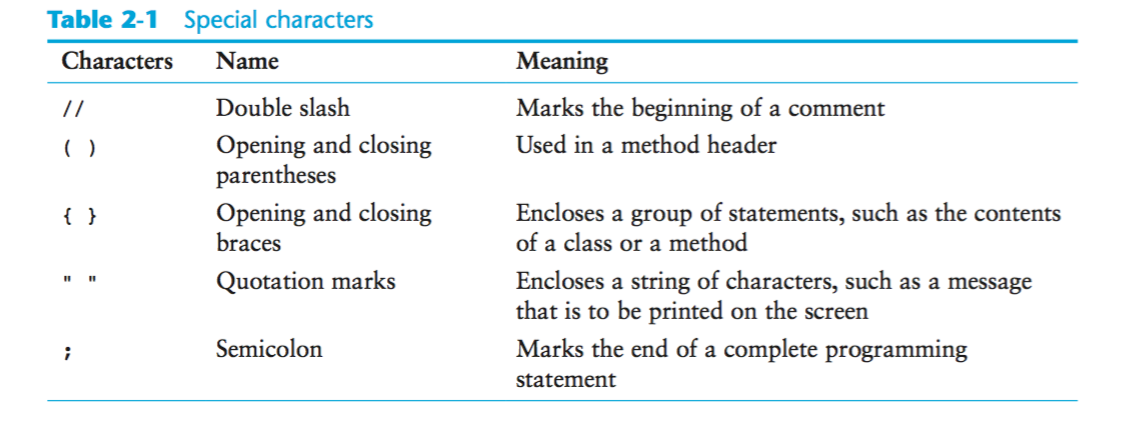 Table 2-1 Special characters
Characters Name Meaning
// Double slash Marks the beginning of a comment
( ) Opening and closing Used in a method header
parentheses
{ } Opening and closing Encloses a group of statements, such as the contents
braces of a class or a method
" " Quotation marks Encloses a string of characters, such as a message
that is to be printed on the screen
; Semicolon Marks the end of a complete programming
statement